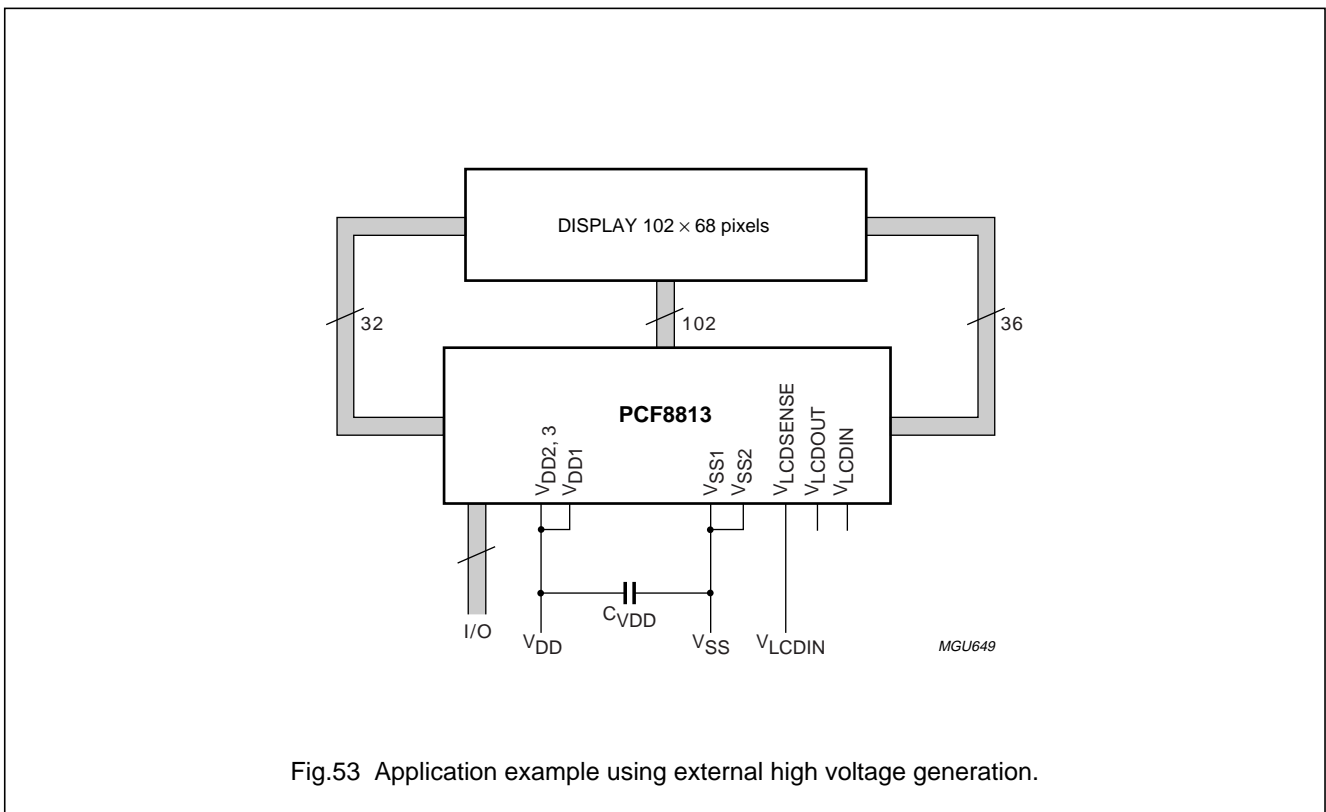 DISPLAY 102 × 68 pixels
32
102
36
PCF8813
VDD2, 3
VDD1
VSS1
VSS2
VLCDSENSE
VLCDOUT
VLCDIN
I/O
VDD
CVDD
VSS
VLCDIN
MGU649
Fig.53 Application example using external high voltage generation.